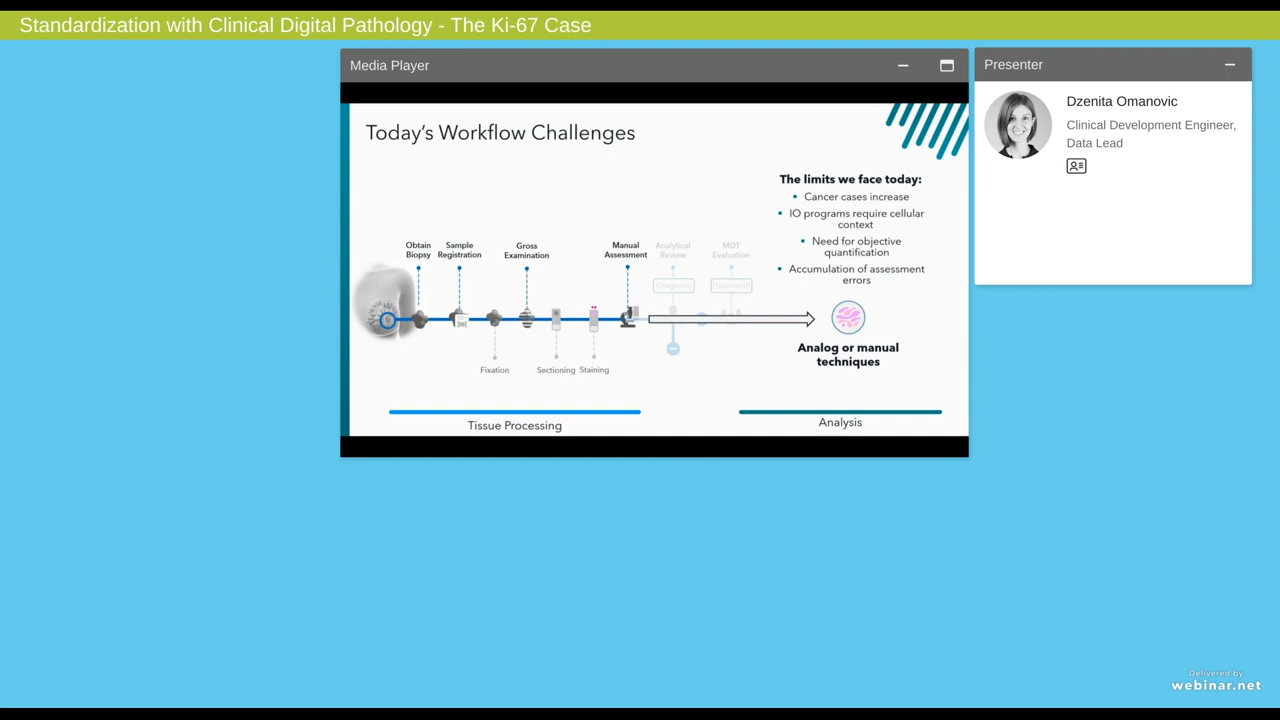 Standardization with Clinical Digital Pathology - The Ki-67 Case
Media Player
Today's Workflow Challenges
The limits we face today:
Cancer cases increase
IO programs require cellular
context
Need for objective
quantification
Accumulation of assessment
errors
Obtain
Biopsy
Sample
Registration
Gross
Examination
Manual
Assessment
Analytical
Review
MDT
Evaluation
(Diagnosis)
(Treatment)
Fixation
Sectioning
Staining
Analog or manual
techniques
Tissue Processing
Analysis
Presenter
Dzenita Omanovic
Clinical Development Engineer,
Data Lead
Delivered by
webinar.net